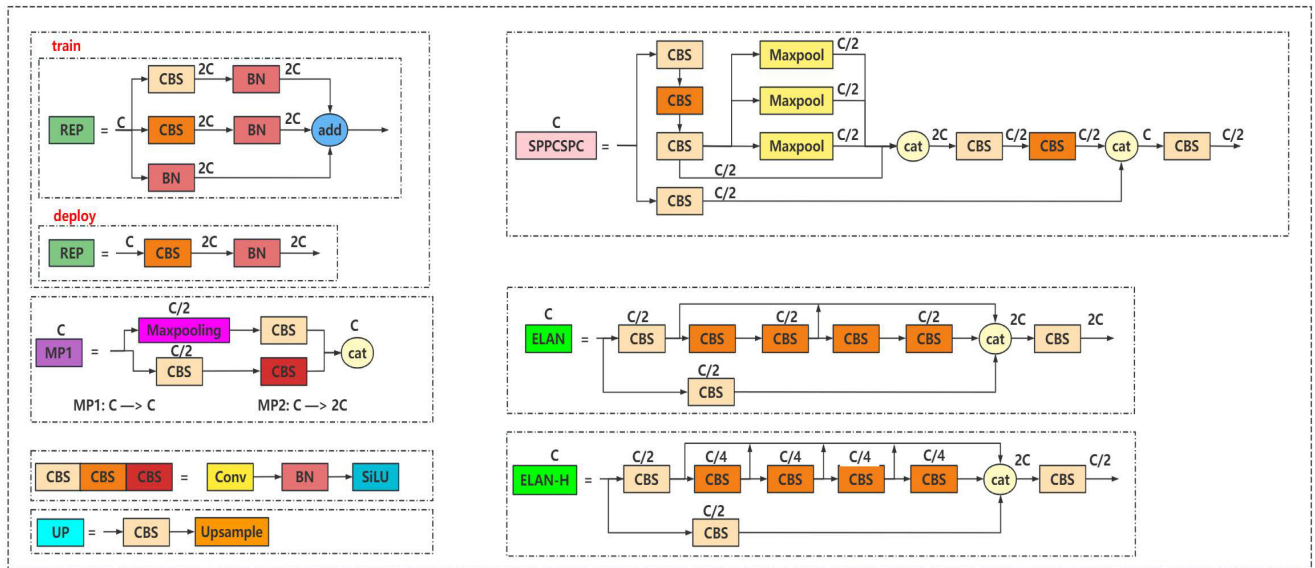 train
CBS 2C BN 2C
REP = C CBS 2C BN 2C add
BN 2C
deploy
REP = C CBS 2C BN 2C
C C/2 C
MP1 = Maxpooling CBS cat
C/2
CBS CBS
MP1: C —> C MP2: C —> 2C
CBS CBS CBS = Conv BN SiLU
UP = CBS Upsample
CBS Maxpool C/2
CBS Maxpool C/2
C
SPPCSPC = CBS Maxpool C/2 cat 2C CBS C/2 CBS C/2 cat C CBS C/2
C/2
CBS C/2
C C/2 C/2 C/2 2C 2C
ELAN = CBS CBS CBS CBS CBS cat CBS
C/2
CBS
C C/2 C/4 C/4 C/4 C/4 2C C/2
ELAN-H = CBS CBS CBS CBS CBS cat CBS
C/2
CBS